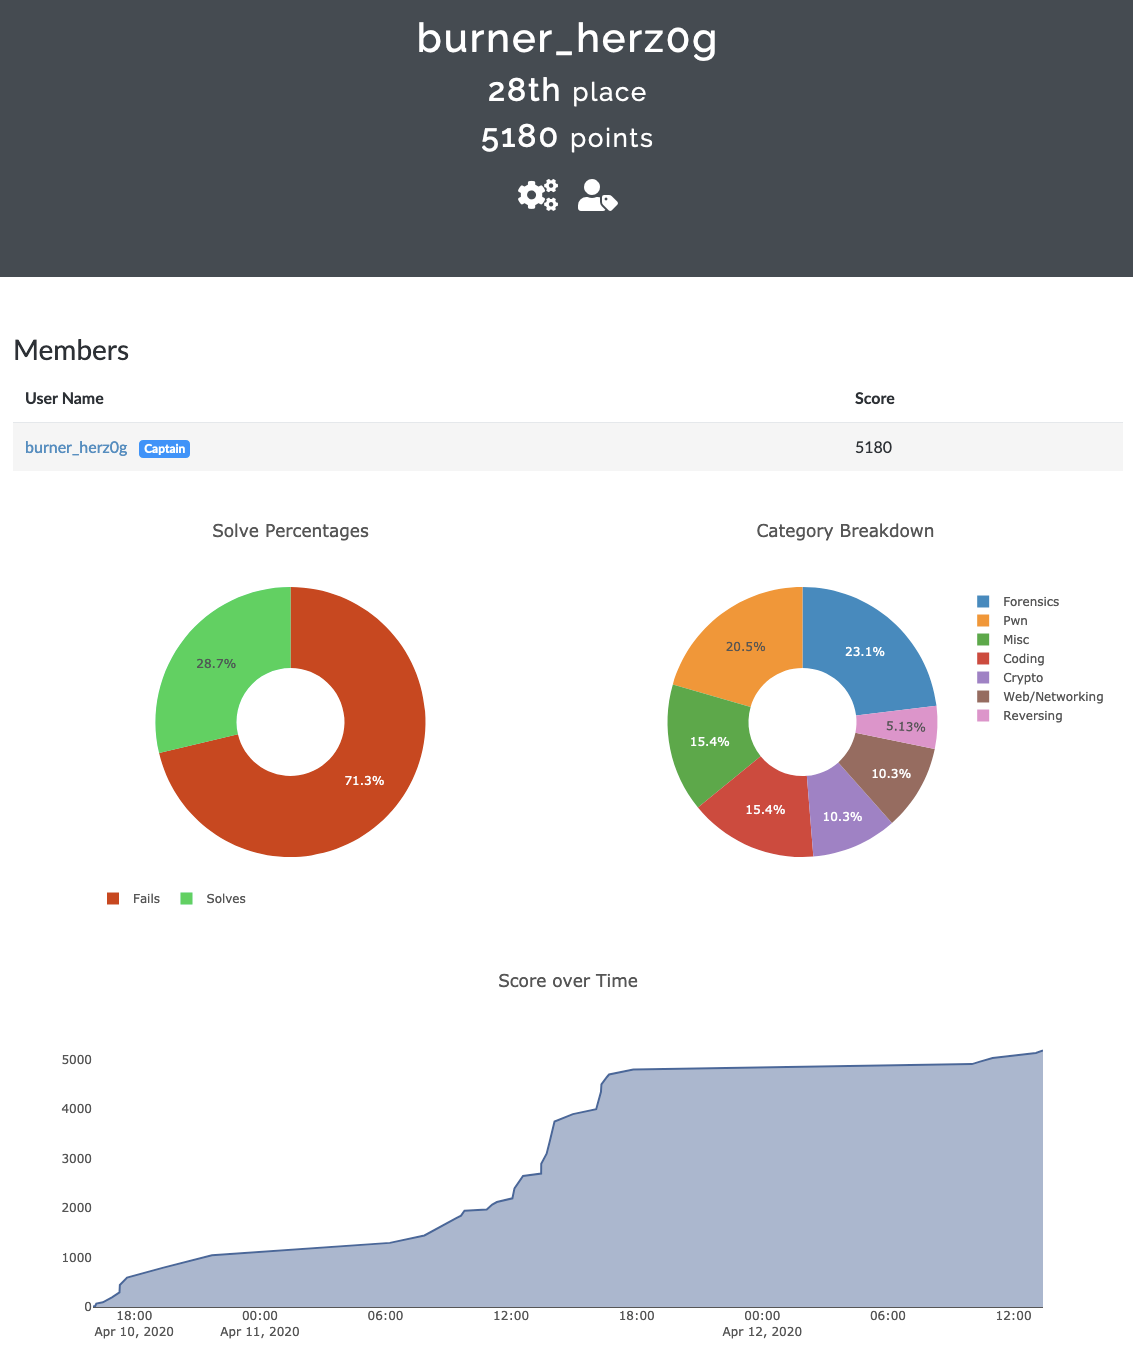 burner_herz0g
28th place
5180 points
Members
User Name Score
burner_herz0g Captain 5180
Solve Percentages
28.7%
71.3%
Fails Solves
Category Breakdown
20.5%
23.1%
15.4%
5.13%
15.4%
10.3%
10.3%
Forensics
Pwn
Misc
Coding
Crypto
Web/Networking
Reversing
Score over Time
5000
4000
3000
2000
1000
0
18:00 00:00 06:00 12:00 18:00 00:00 06:00 12:00
Apr 10, 2020 Apr 11, 2020 Apr 12, 2020